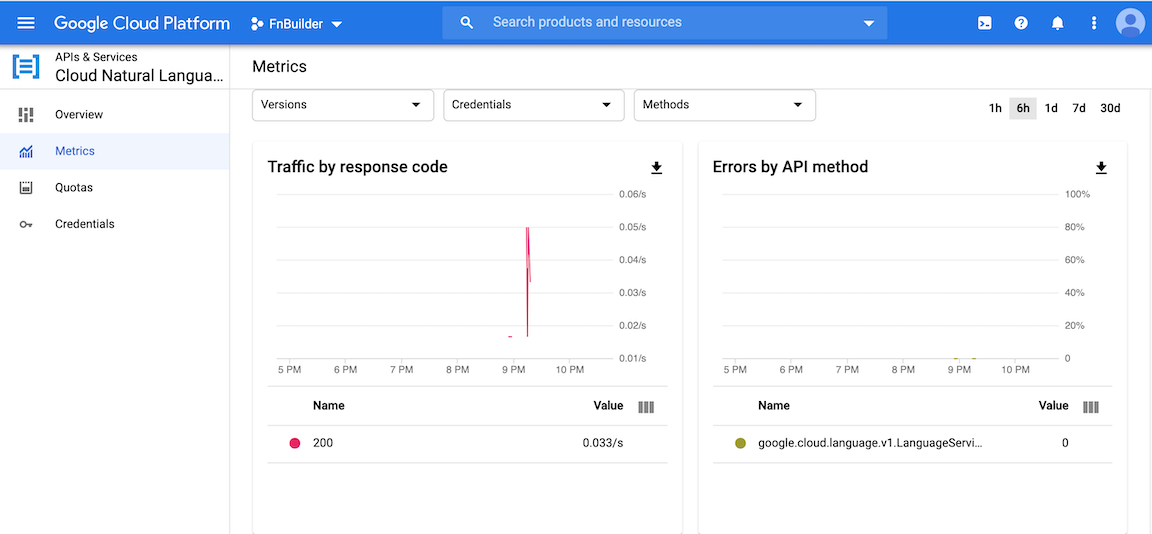 Google Cloud Platform
FnBuilder
Search products and resources
APIs & Services
Cloud Natural Langua...
Metrics
Overview
Metrics
Quotas
Credentials
Versions
Credentials
Methods
1h 6h 1d 7d 30d
Traffic by response code
0.06/s
0.05/s
0.04/s
0.03/s
0.02/s
0.01/s
5 PM 6 PM 7 PM 8 PM 9 PM 10 PM
Name Value
200 0.033/s
Errors by API method
100%
80%
60%
40%
20%
0
5 PM 6 PM 7 PM 8 PM 9 PM 10 PM
Name Value
google.cloud.language.v1.LanguageServi... 0